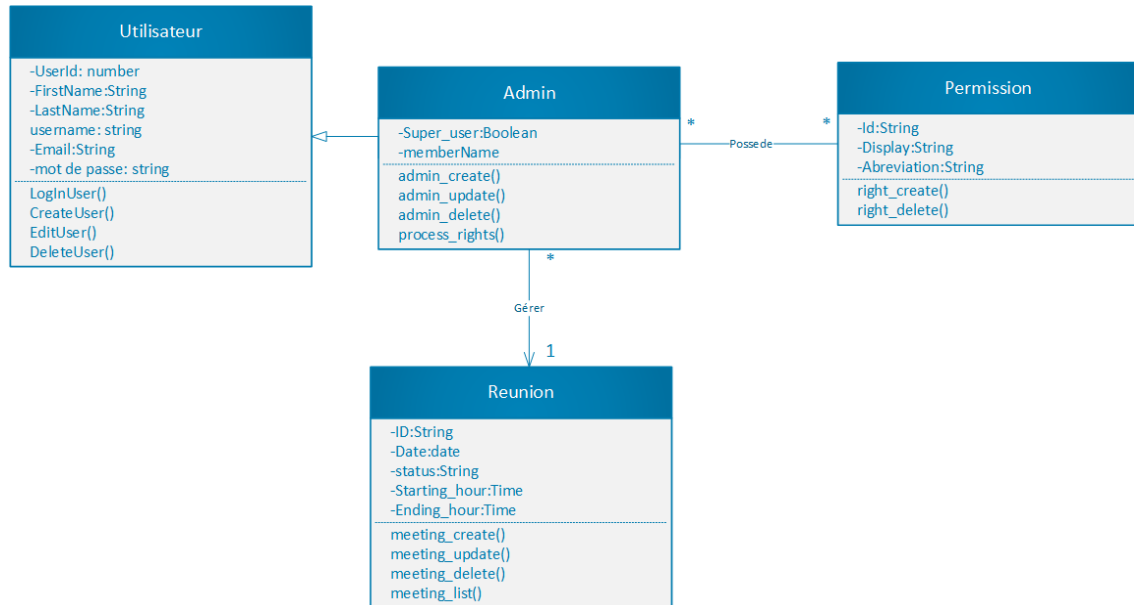 Utilisateur
-UserId: number
-FirstName:String
-LastName:String
username: string
-Email:String
-mot de passe: string
LogInUser()
CreateUser()
EditUser()
DeleteUser()
Admin
-Super_user:Boolean
-memberName
admin_create()
admin_update()
admin_delete()
process_rights()
*
Possede
*
Permission
-Id:String
-Display:String
-Abreviation:String
right_create()
right_delete()
*
Gérer
1
Reunion
-ID:String
-Date:date
-status:String
-Starting_hour:Time
-Ending_hour:Time
meeting_create()
meeting_update()
meeting_delete()
meeting_list()